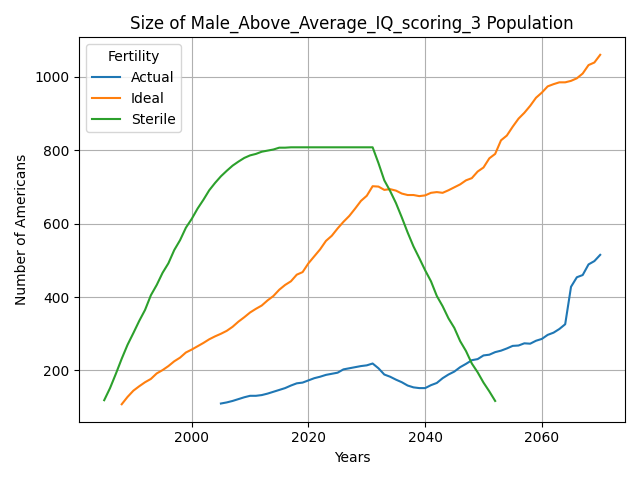 Size of Male_Above_Average_IQ_scoring_3 Population
Number of Americans
1000
800
600
400
200
Fertility
Actual
Ideal
Sterile
2000
2020
2040
2060
Years